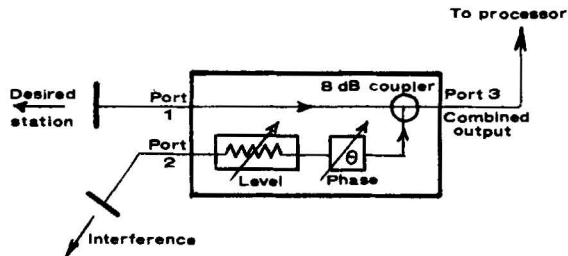 To processor
8 dB coupler
Desired
station
Port
1
Port 3
Combined
output
Port
2
θ
Level
Phase
Interference